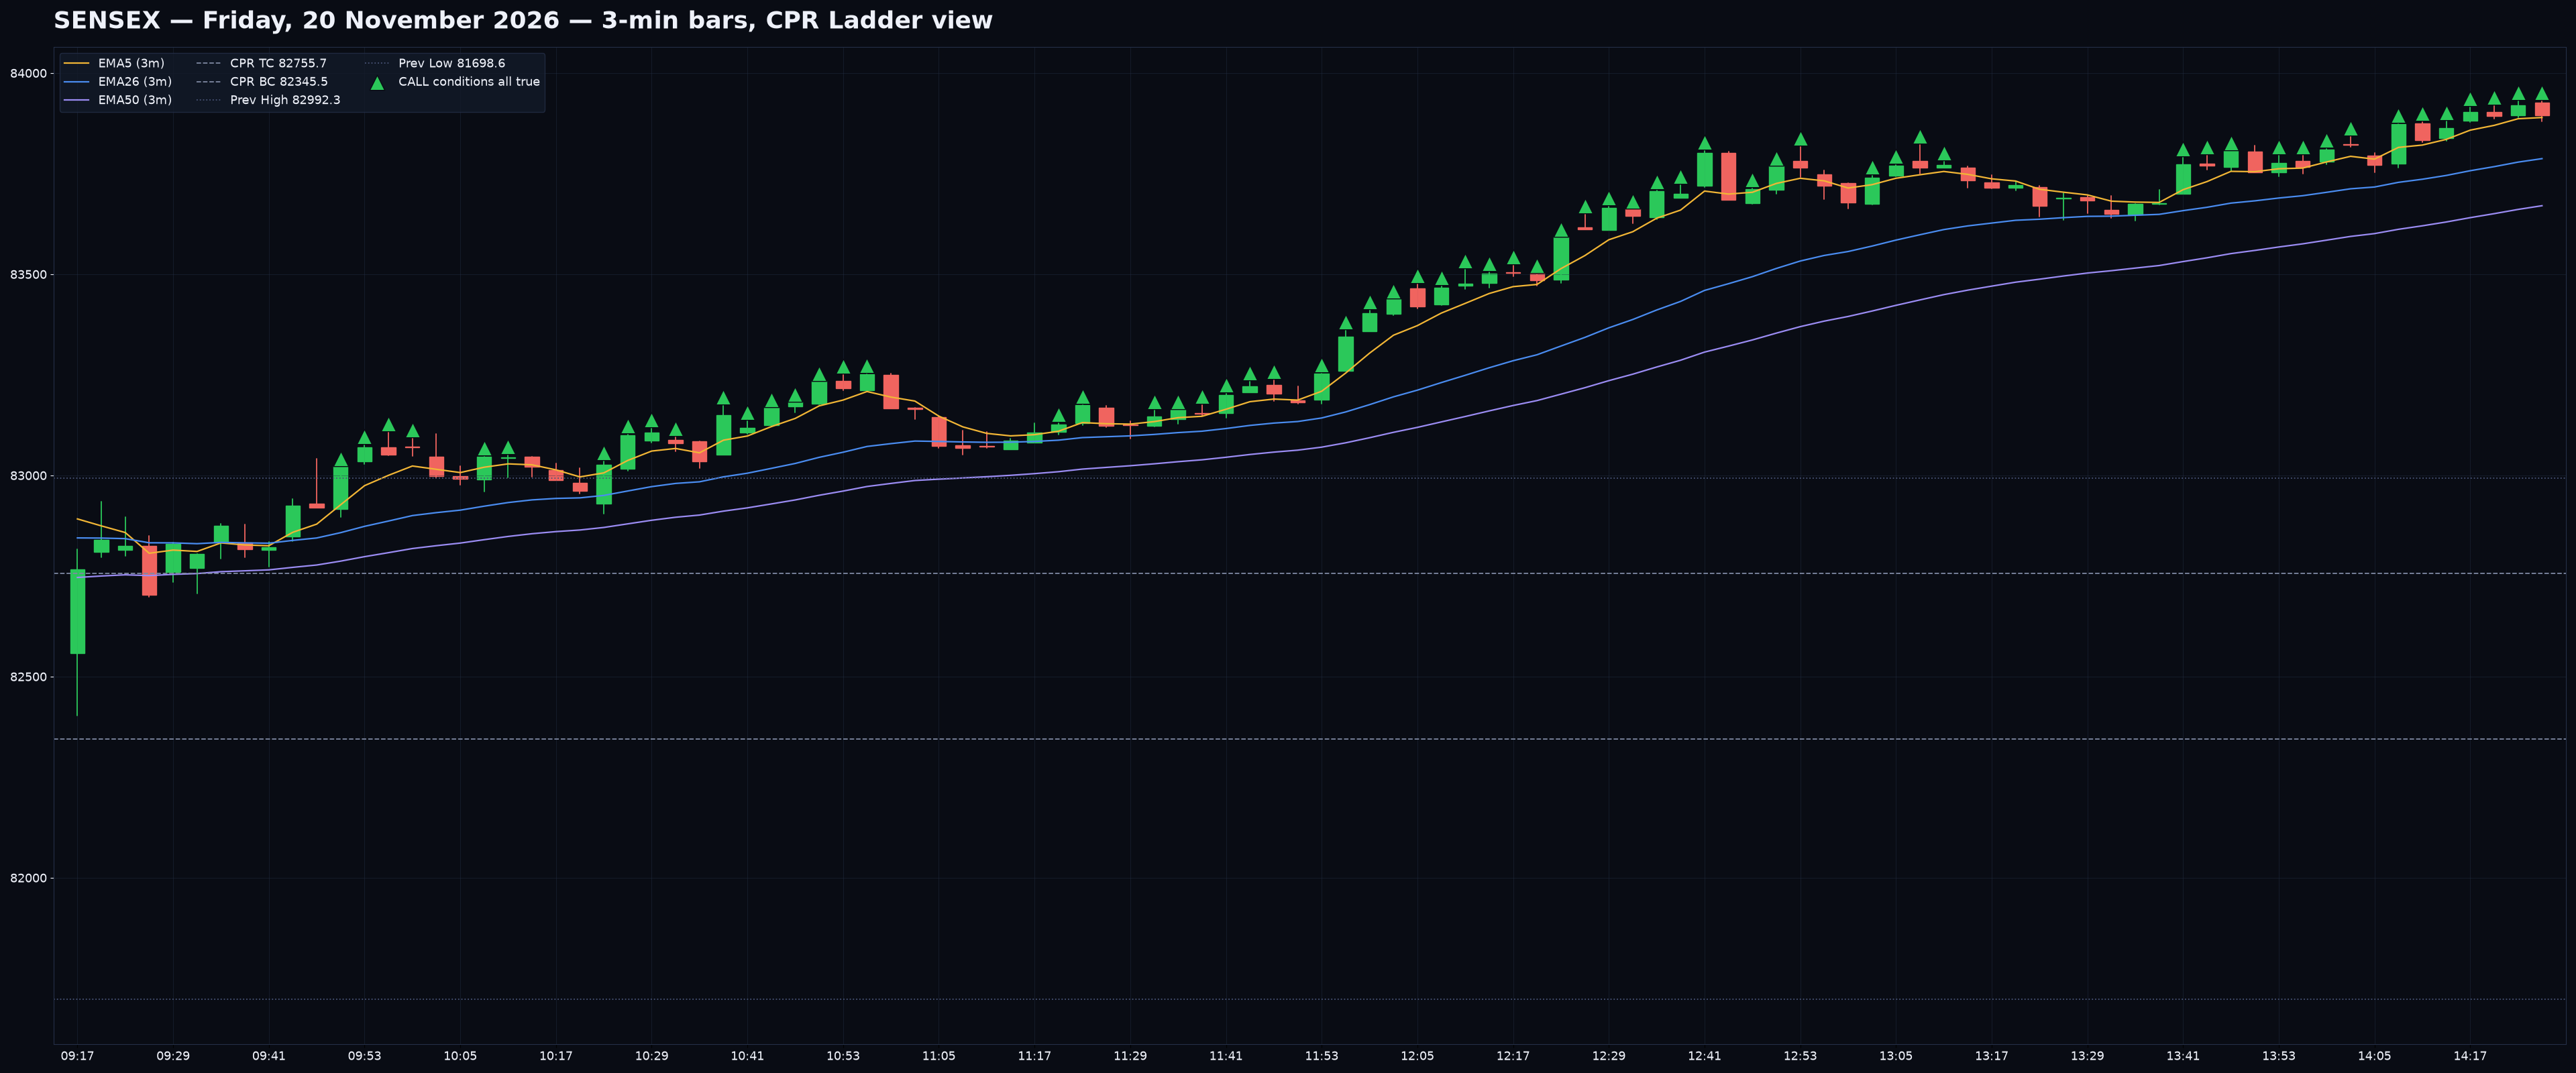 SENSEX — Friday, 20 November 2026 — 3-min bars, CPR Ladder view
EMA5 (3m)
EMA26 (3m)
EMA50 (3m)
CPR TC 82755.7
CPR BC 82345.5
Prev High 82992.3
Prev Low 81698.6
CALL conditions all true
84000
83500
83000
82500
82000
09:17 09:29 09:41 09:53 10:05 10:17 10:29 10:41 10:53 11:05 11:17 11:29 11:41 11:53 12:05 12:17 12:29 12:41 12:53 13:05 13:17 13:29 13:41 13:53 14:05 14:17